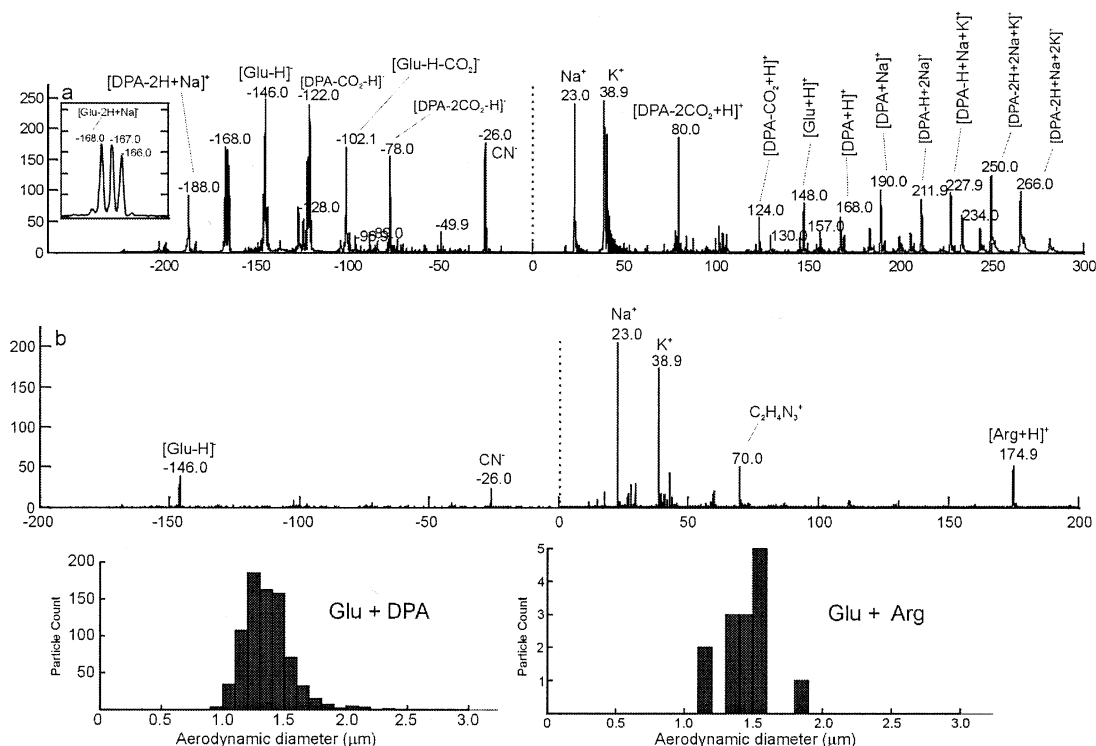 a
[DPA-2H+Na]⁺
[Glu-H]⁻
-146.0
[DPA-CO₂-H]⁻
-122.0
[Glu-H-CO₂]⁻
-102.1
[DPA-2CO₂-H]⁻
-78.0
-26.0
CN⁻
Na⁺
23.0
K⁺
38.9
[DPA-2CO₂+H]⁺
80.0
[DPA-CO₂+H]⁺
124.0
[Glu+H]⁺
148.0
[DPA+H]⁺
168.0
[DPA+Na]⁺
190.0
[DPA-H+2Na]⁺
211.9
[DPA-H+Na+K]⁺
227.9
[DPA-2H+2Na+K]⁺
250.0
[DPA-2H+Na+2K]⁺
266.0
[Glu-2H+Na]⁻
-168.0
-167.0
-166.0
-168.0
-188.0
-128.0
-49.9
130.0
157.0
234.0
250
200
150
100
50
0
-200 -150 -100 -50 0 50 100 150 200 250 300
b
[Glu-H]⁻
-146.0
CN⁻
-26.0
Na⁺
23.0
K⁺
38.9
C₂H₄N₃⁺
70.0
[Arg+H]⁺
174.9
200
150
100
50
0
-200 -150 -100 -50 0 50 100 150 200
Glu + DPA
Particle Count
200
150
100
50
0 0.5 1.0 1.5 2.0 2.5 3.0
Aerodynamic diameter (μm)
Glu + Arg
Particle Count
5
4
3
2
1
0 0.5 1.0 1.5 2.0 2.5 3.0
Aerodynamic diameter (μm)